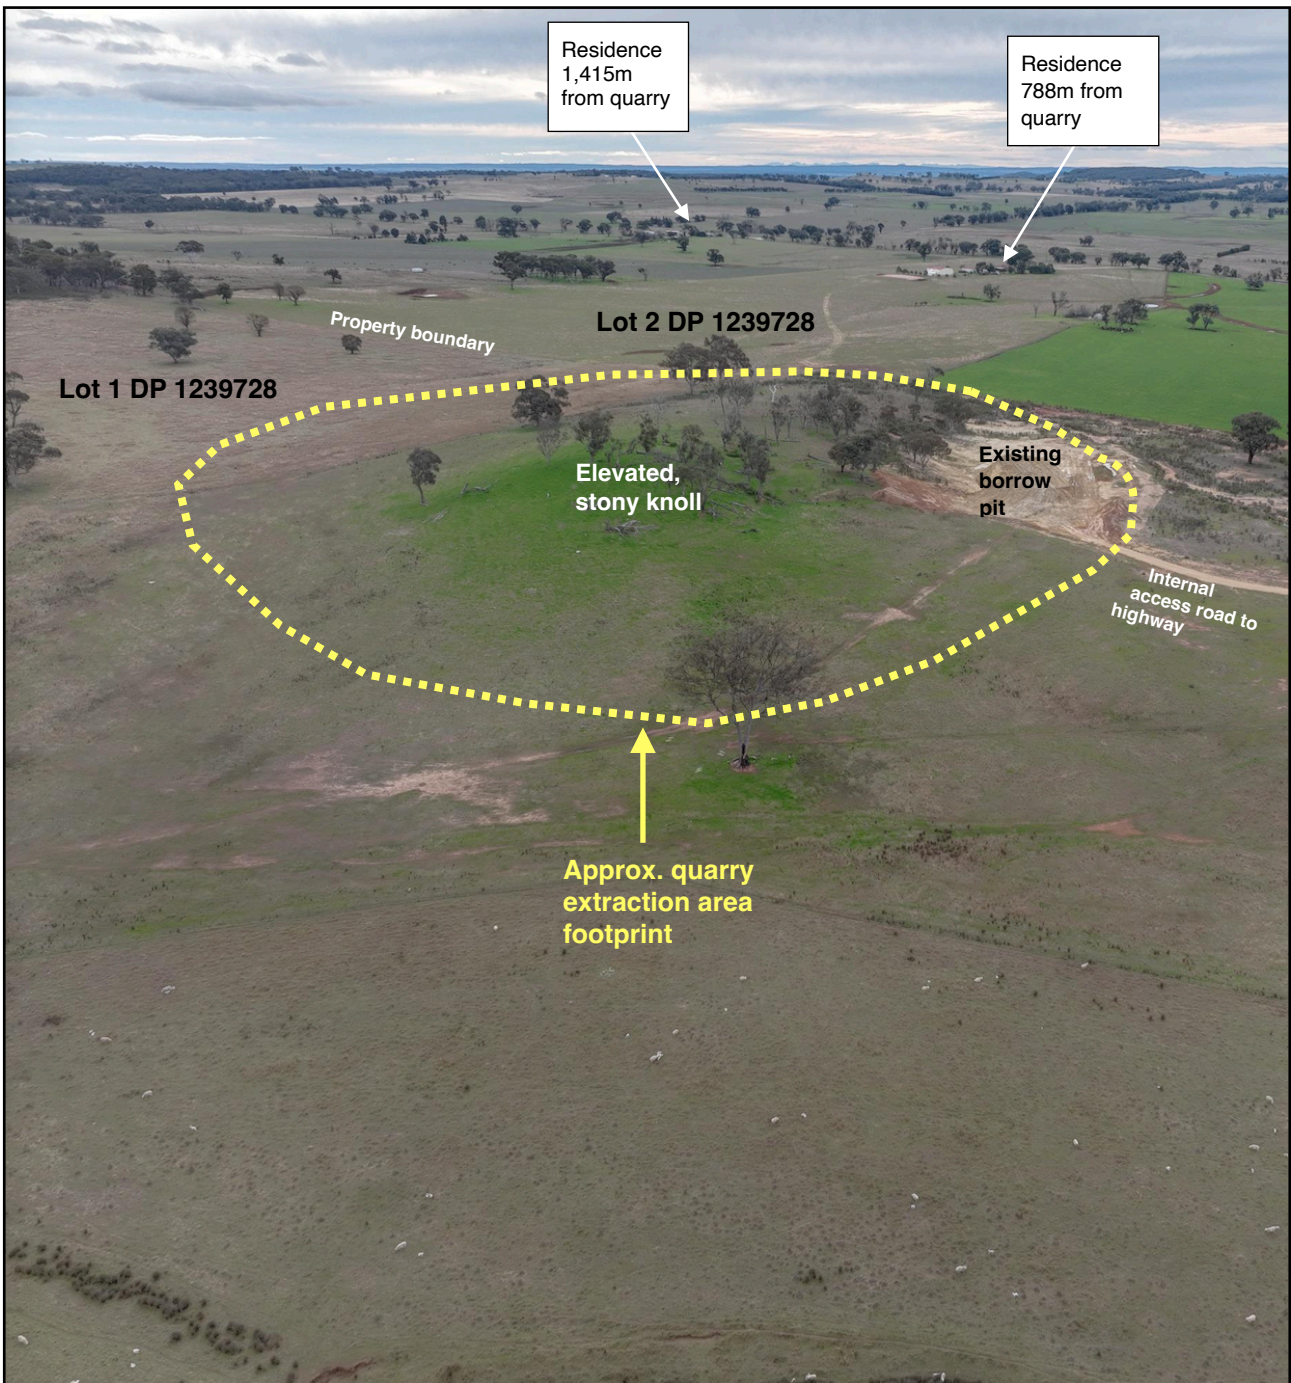 Residence
1,415m
from quarry
Residence
788m from
quarry
Property boundary
Lot 2 DP 1239728
Lot 1 DP 1239728
Elevated,
stony knoll
Existing
borrow
pit
Internal
access road to
highway
Approx. quarry
extraction area
footprint